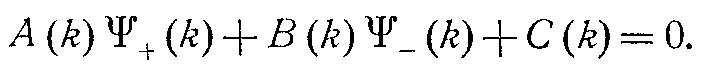 A (k) Ψ₊ (k) + B (k) Ψ₋ (k) + C (k) = 0.